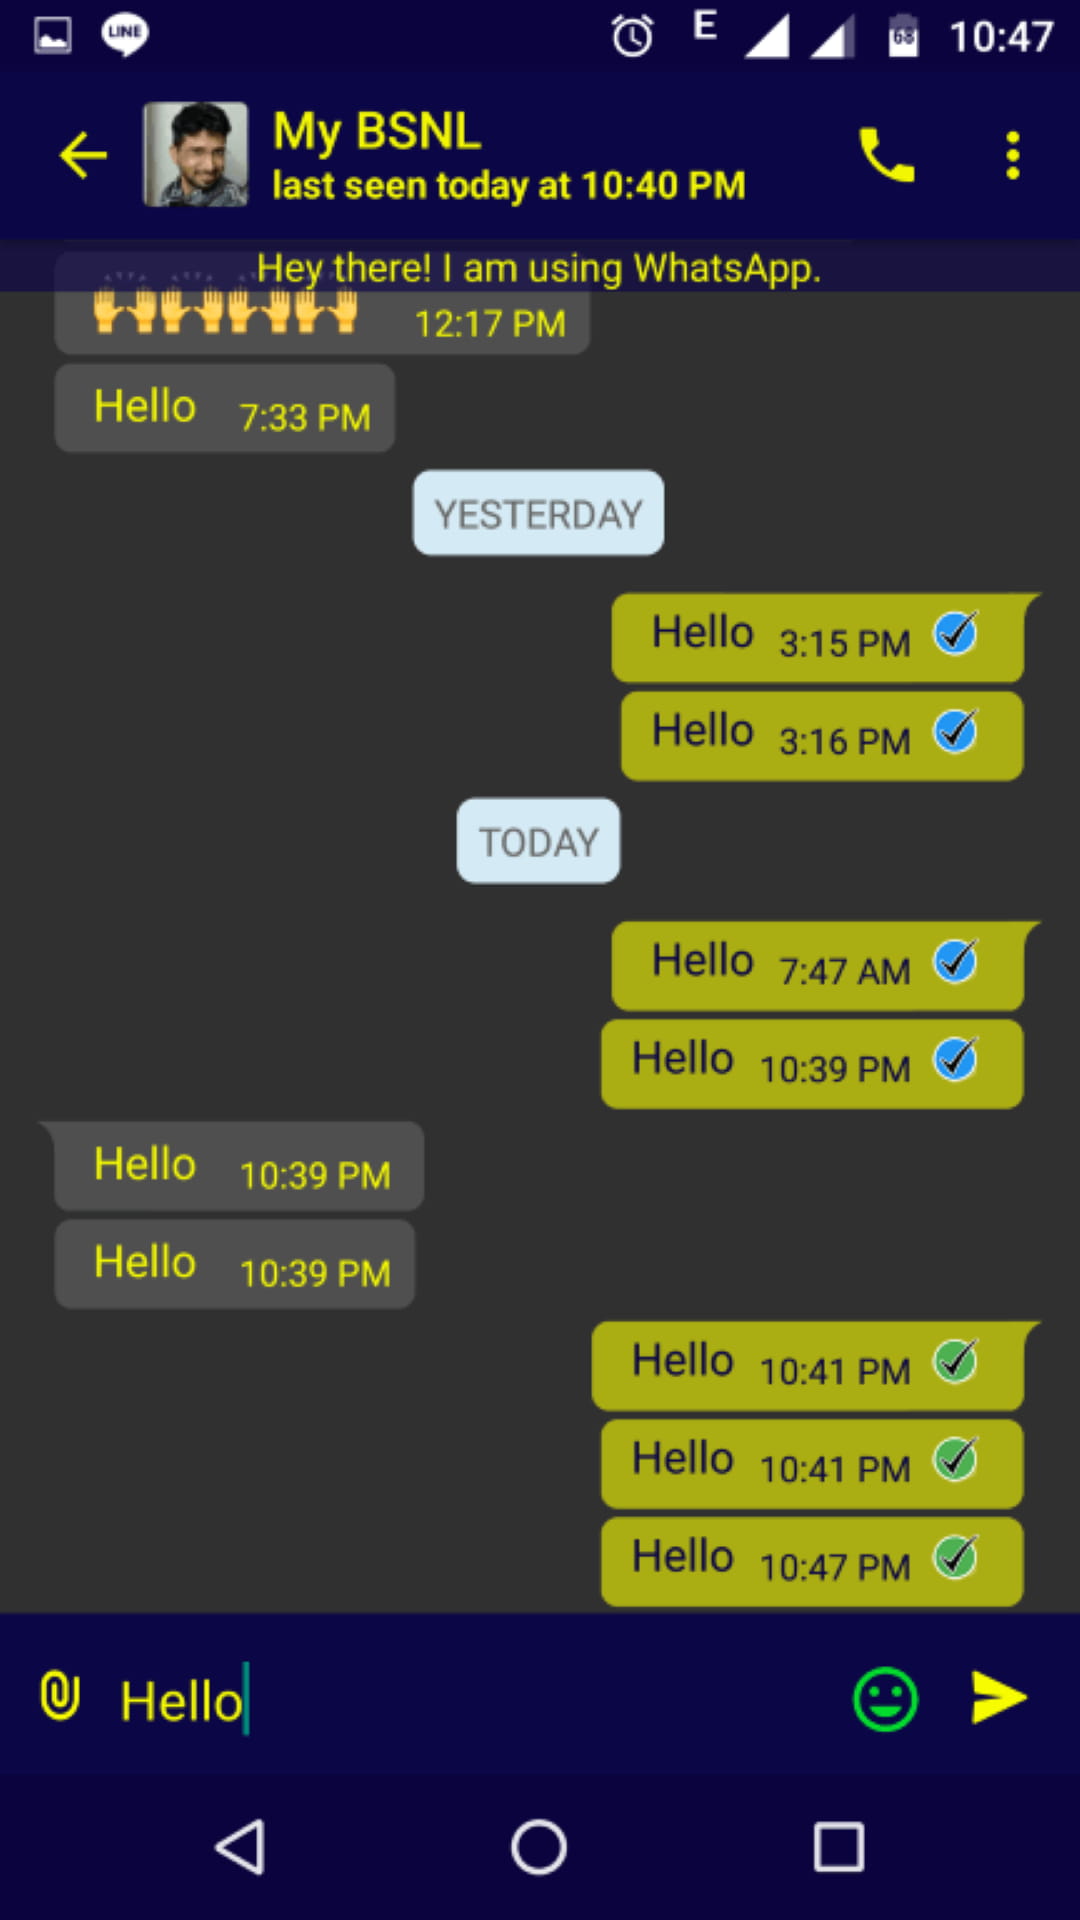 LINE E 68 10:47
My BSNL
last seen today at 10:40 PM
Hey there! I am using WhatsApp.
🙌🙌🙌🙌 12:17 PM
Hello 7:33 PM
YESTERDAY
Hello 3:15 PM
Hello 3:16 PM
TODAY
Hello 7:47 AM
Hello 10:39 PM
Hello 10:39 PM
Hello 10:39 PM
Hello 10:41 PM
Hello 10:41 PM
Hello 10:47 PM
Hello